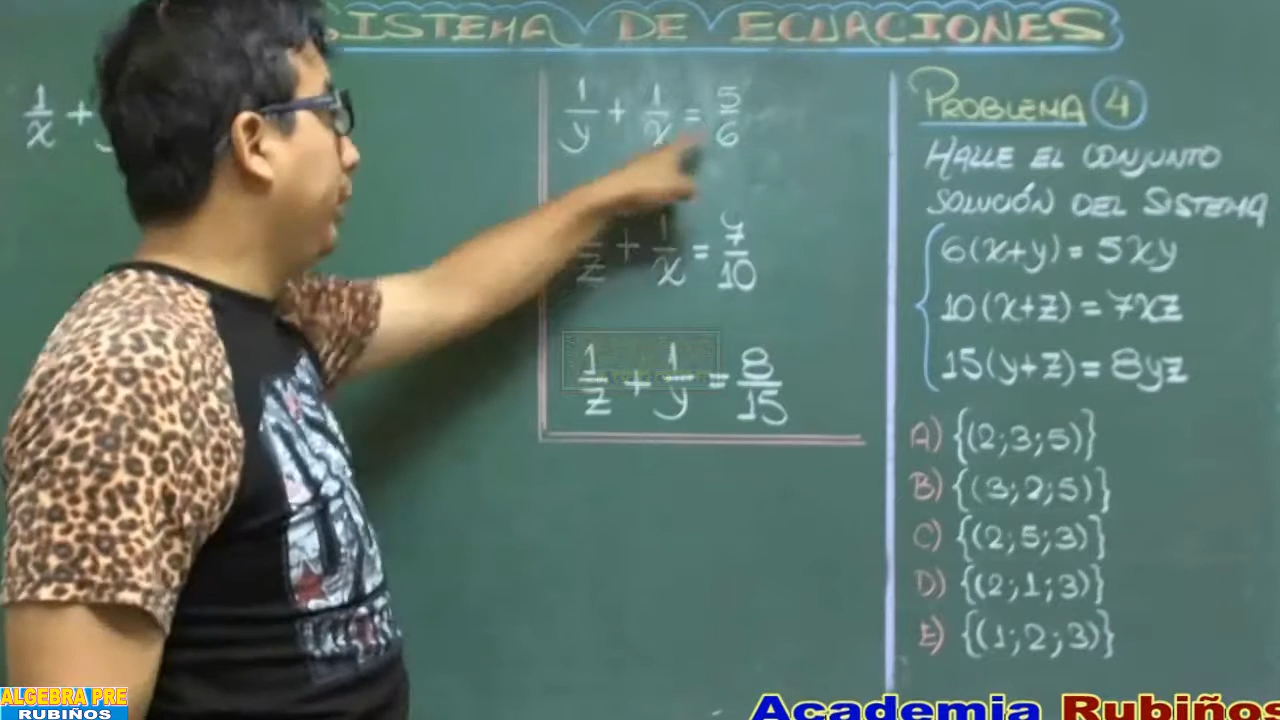 SISTEMA DE ECUACIONES
1/x +
1/y + 1/x = 5/6
/z + 1/x = 7/10
1/z + 1/y = 8/15
PROBLEMA 4
HALLE EL CONJUNTO
SOLUCIÓN DEL SISTEMA
6(x+y) = 5xy
10(x+z) = 7xz
15(y+z) = 8yz
A) {(2;3;5)}
B) {(3;2;5)}
C) {(2;5;3)}
D) {(2;1;3)}
E) {(1;2;3)}
ALGEBRA PRE
RUBIÑOS
Academia Rubiños